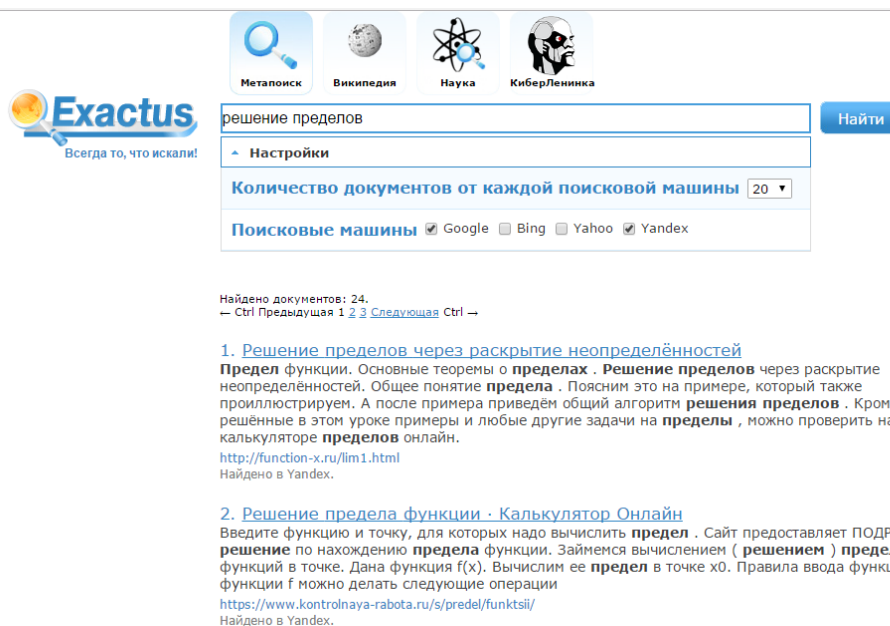 Метапоиск Википедия Наука КиберЛенинка
Exactus
Всегда то, что искали!
решение пределов
Найти
Настройки
Количество документов от каждой поисковой машины 20
Поисковые машины Google Bing Yahoo Yandex
Найдено документов: 24.
← Ctrl Предыдущая 1 2 3 Следующая Ctrl →
1. Решение пределов через раскрытие неопределённостей
Предел функции. Основные теоремы о пределах . Решение пределов через раскрытие
неопределённостей. Общее понятие предела . Поясним это на примере, который также
проиллюстрируем. А после примера приведём общий алгоритм решения пределов . Кром
решённые в этом уроке примеры и любые другие задачи на пределы , можно проверить на
калькуляторе пределов онлайн.
http://function-x.ru/lim1.html
Найдено в Yandex.
2. Решение предела функции · Калькулятор Онлайн
Введите функцию и точку, для которых надо вычислить предел . Сайт предоставляет ПОДР
решение по нахождению предела функции. Займемся вычислением ( решением ) преде
функций в точке. Дана функция f(x). Вычислим ее предел в точке x0. Правила ввода функц
функции f можно делать следующие операции
https://www.kontrolnaya-rabota.ru/s/predel/funktsii/
Найдено в Yandex.